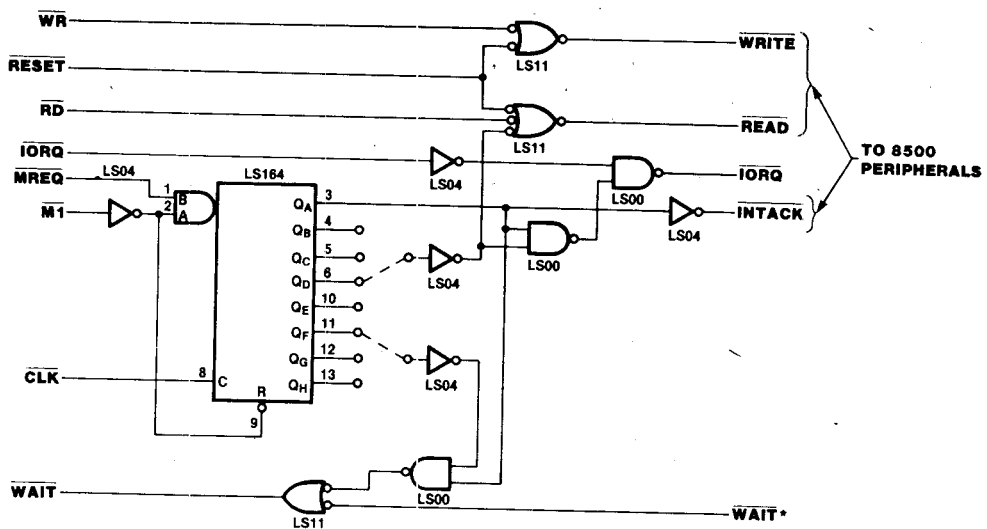 WR
WRITE
LS11
RESET
RD
READ
LS11
TO 8500
PERIPHERALS
IORQ
LS04
IORQ
LS00
MREQ
LS04
LS164
1
B
2
A
M1
QA 3
QB 4
QC 5
QD 6
QE 10
QF 11
QG 12
QH 13
LS00
INTACK
LS04
LS04
LS04
CLK
8
C
R
9
WAIT
LS11
LS00
WAIT*